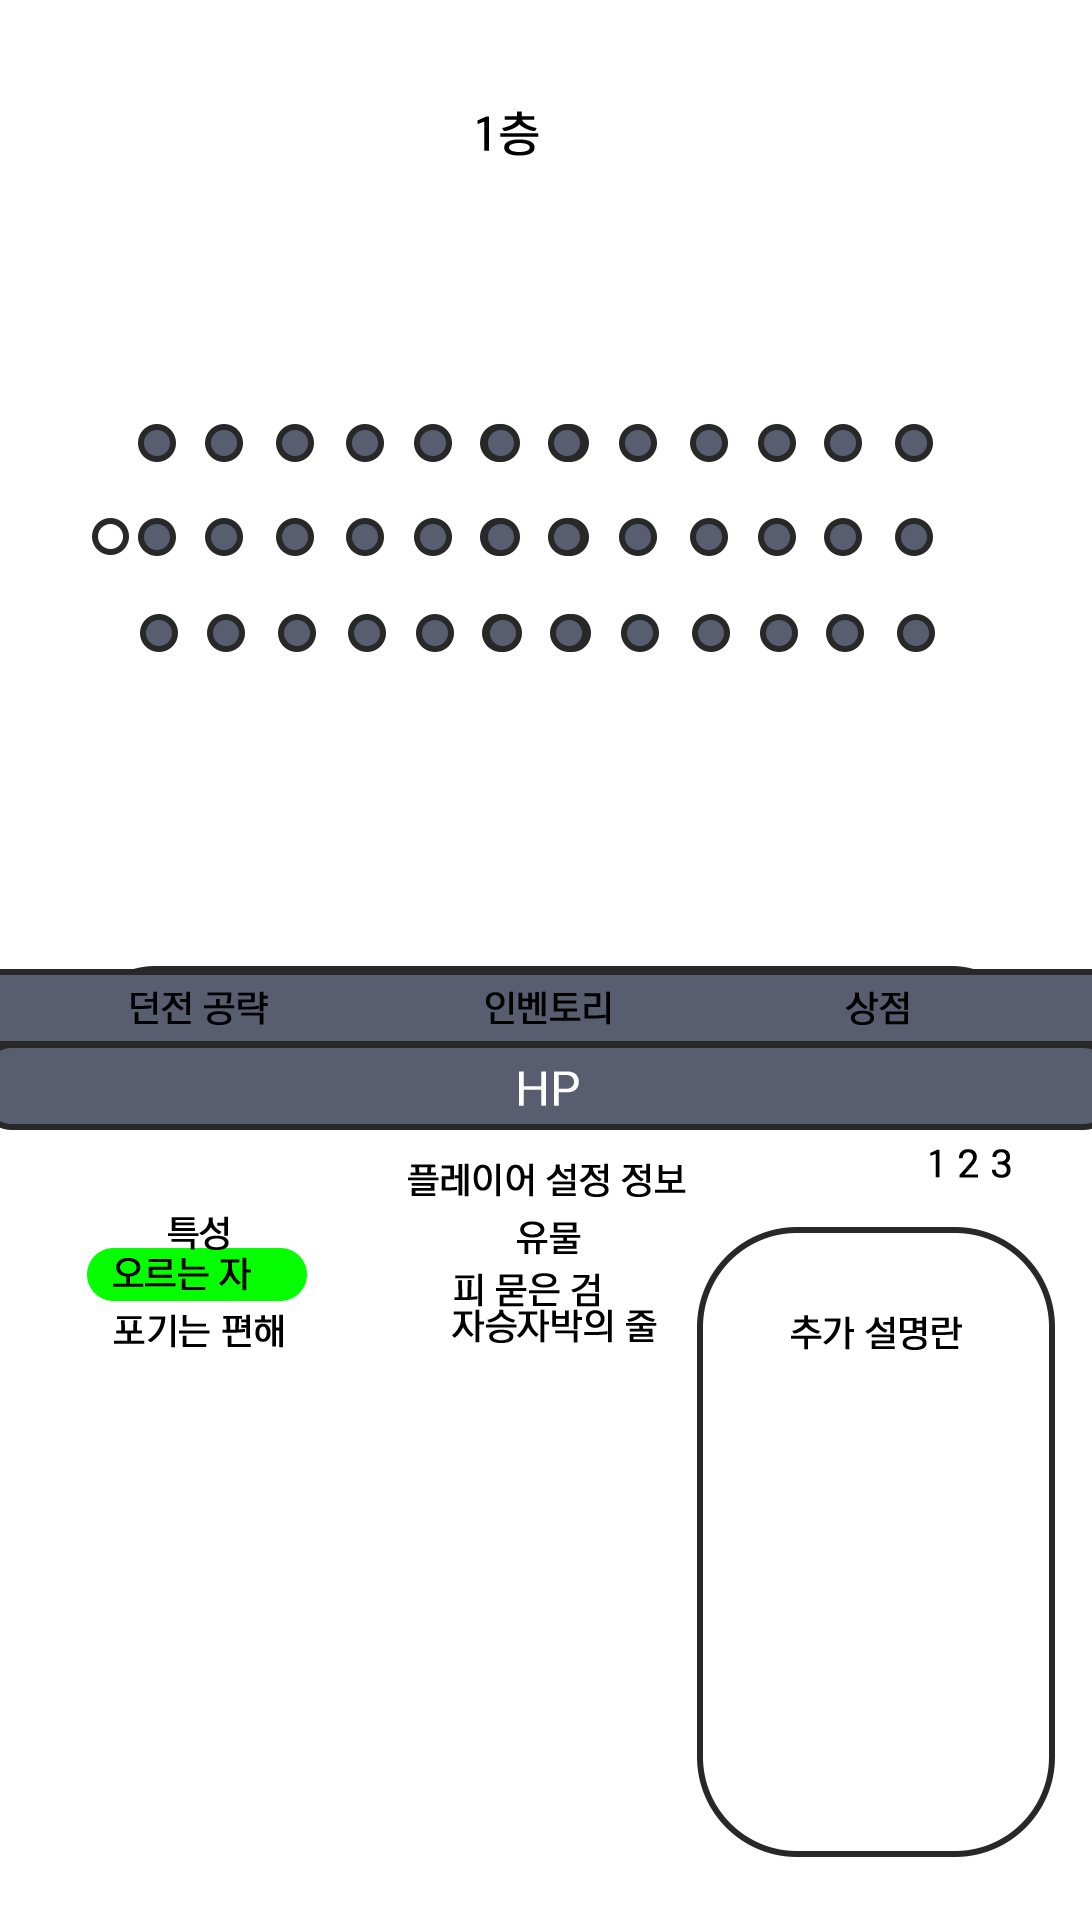 1층
던전 공략 인벤토리 상점
HP
플레이어 설정 정보
1 2 3
특성
오르는 자
포기는 편해
유물
피 묻은 검
자승자박의 줄
추가 설명란